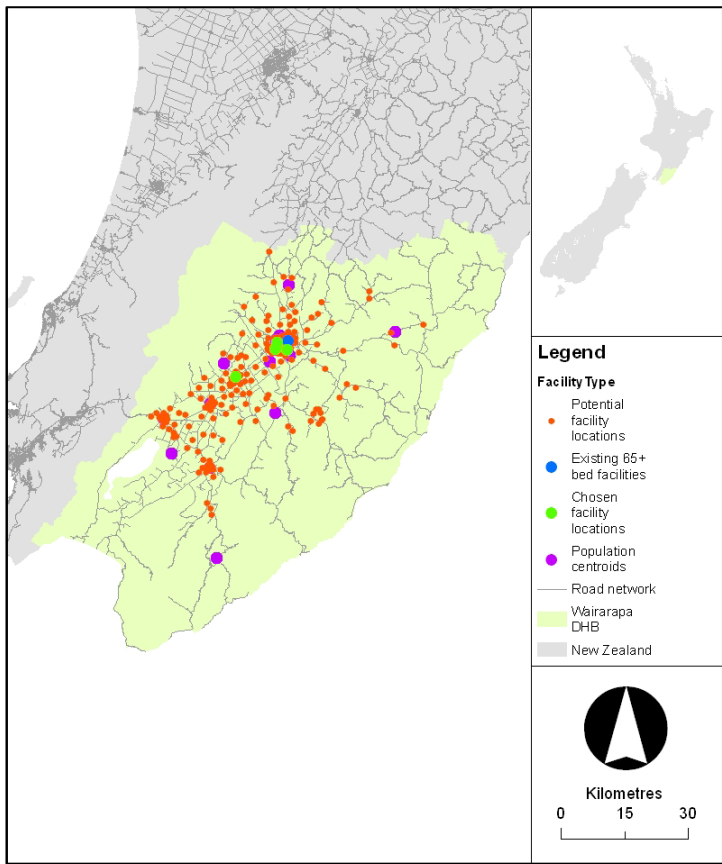 Legend
Facility Type
Potential
facility
locations
Existing 65+
bed facilities
Chosen
facility
locations
Population
centroids
Road network
Wairarapa
DHB
New Zealand
Kilometres
0 15 30